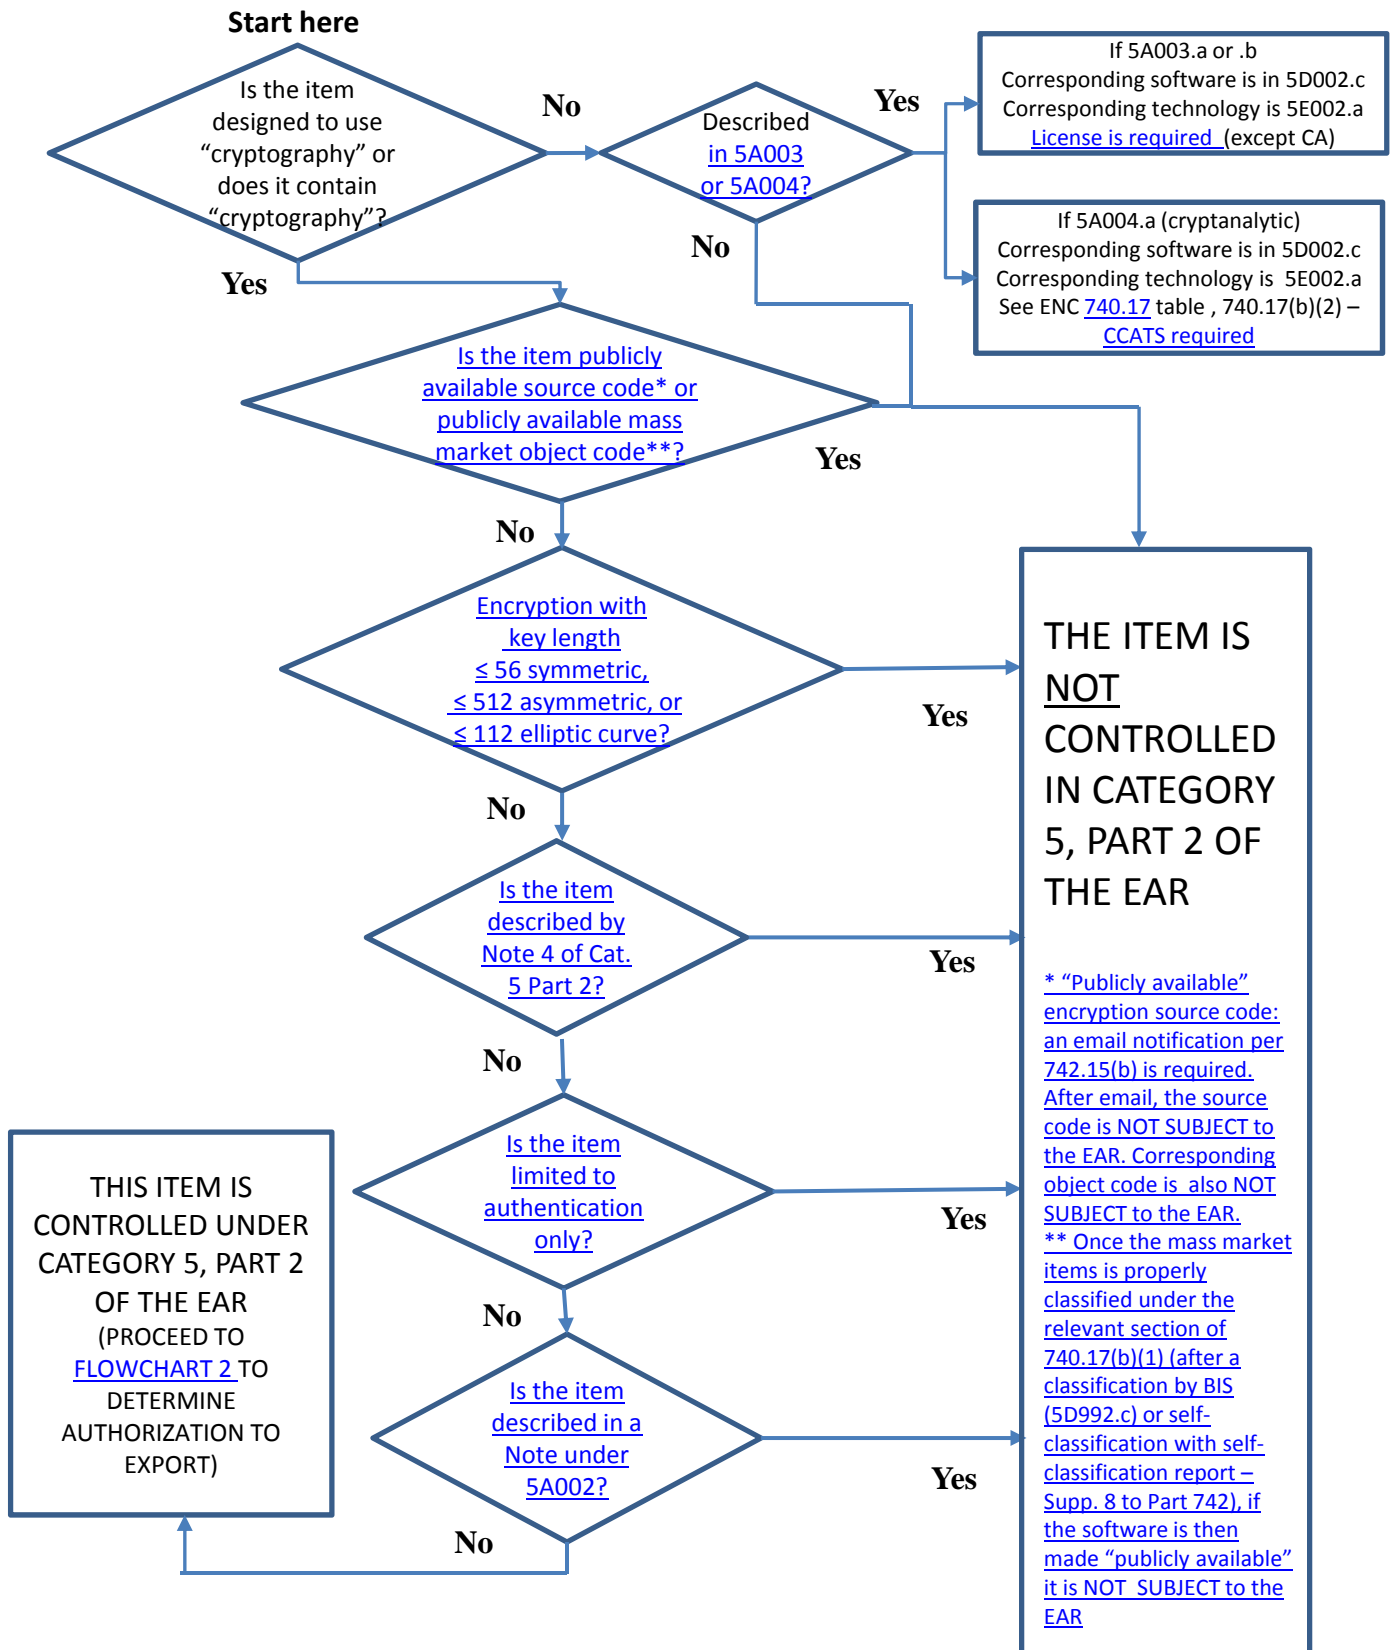 Start here
Is the item
designed to use
“cryptography” or
does it contain
“cryptography”?
No
Described
in 5A003
or 5A004?
Yes
If 5A003.a or .b
Corresponding software is in 5D002.c
Corresponding technology is 5E002.a
License is required (except CA)
If 5A004.a (cryptanalytic)
Corresponding software is in 5D002.c
Corresponding technology is 5E002.a
See ENC 740.17 table , 740.17(b)(2) –
CCATS required
No
Yes
Is the item publicly
available source code* or
publicly available mass
market object code**?
Yes
No
Encryption with
key length
≤ 56 symmetric,
≤ 512 asymmetric, or
≤ 112 elliptic curve?
Yes
No
Is the item
described by
Note 4 of Cat.
5 Part 2?
Yes
No
Is the item
limited to
authentication
only?
Yes
No
Is the item
described in a
Note under
5A002?
Yes
No
THIS ITEM IS
CONTROLLED UNDER
CATEGORY 5, PART 2
OF THE EAR
(PROCEED TO
FLOWCHART 2 TO
DETERMINE
AUTHORIZATION TO
EXPORT)
THE ITEM IS
NOT
CONTROLLED
IN CATEGORY
5, PART 2 OF
THE EAR
* “Publicly available”
encryption source code:
an email notification per
742.15(b) is required.
After email, the source
code is NOT SUBJECT to
the EAR. Corresponding
object code is also NOT
SUBJECT to the EAR.
** Once the mass market
items is properly
classified under the
relevant section of
740.17(b)(1) (after a
classification by BIS
(5D992.c) or self-
classification with self-
classification report –
Supp. 8 to Part 742), if
the software is then
made “publicly available”
it is NOT SUBJECT to the
EAR